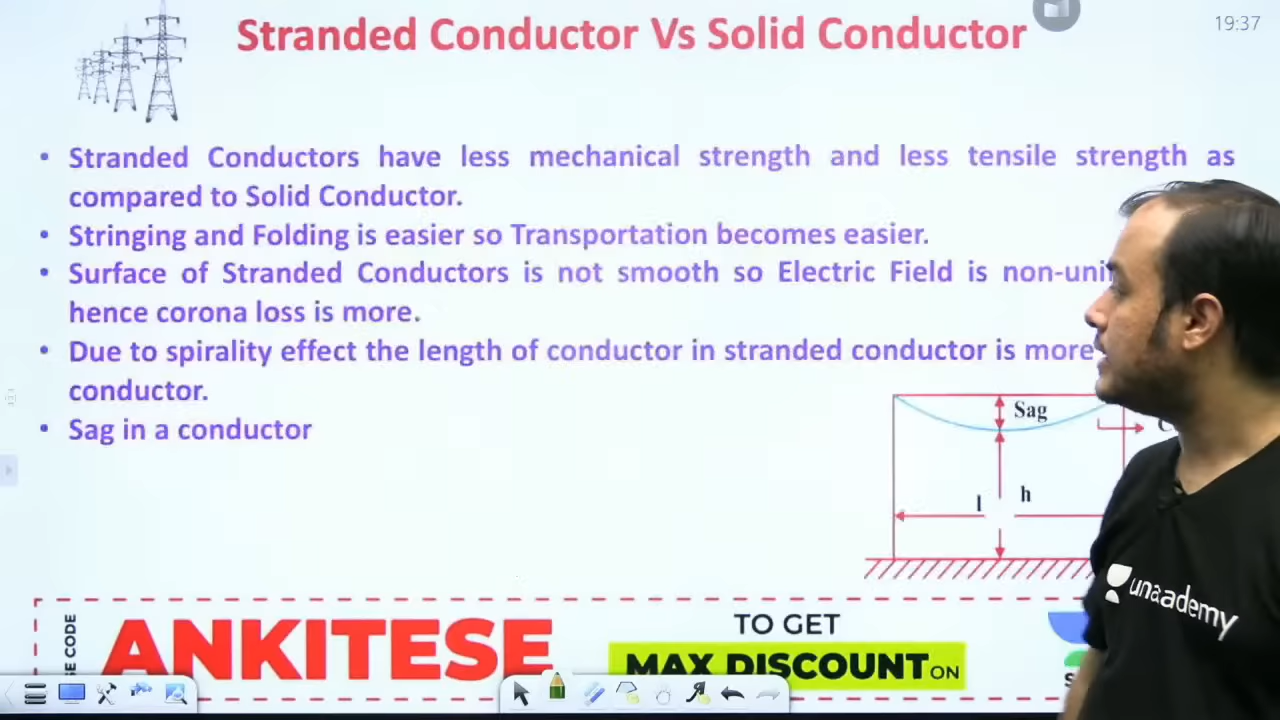 Stranded Conductor Vs Solid Conductor
19:37
• Stranded Conductors have less mechanical strength and less tensile strength as
compared to Solid Conductor.
• Stringing and Folding is easier so Transportation becomes easier.
• Surface of Stranded Conductors is not smooth so Electric Field is
hence corona loss is more.
• Due to spirality effect the length of conductor in stranded conductor is more
conductor.
• Sag in a conductor
Sag
l
h
unacademy
CODE
ANKITESE
TO GET
MAX DISCOUNT ON